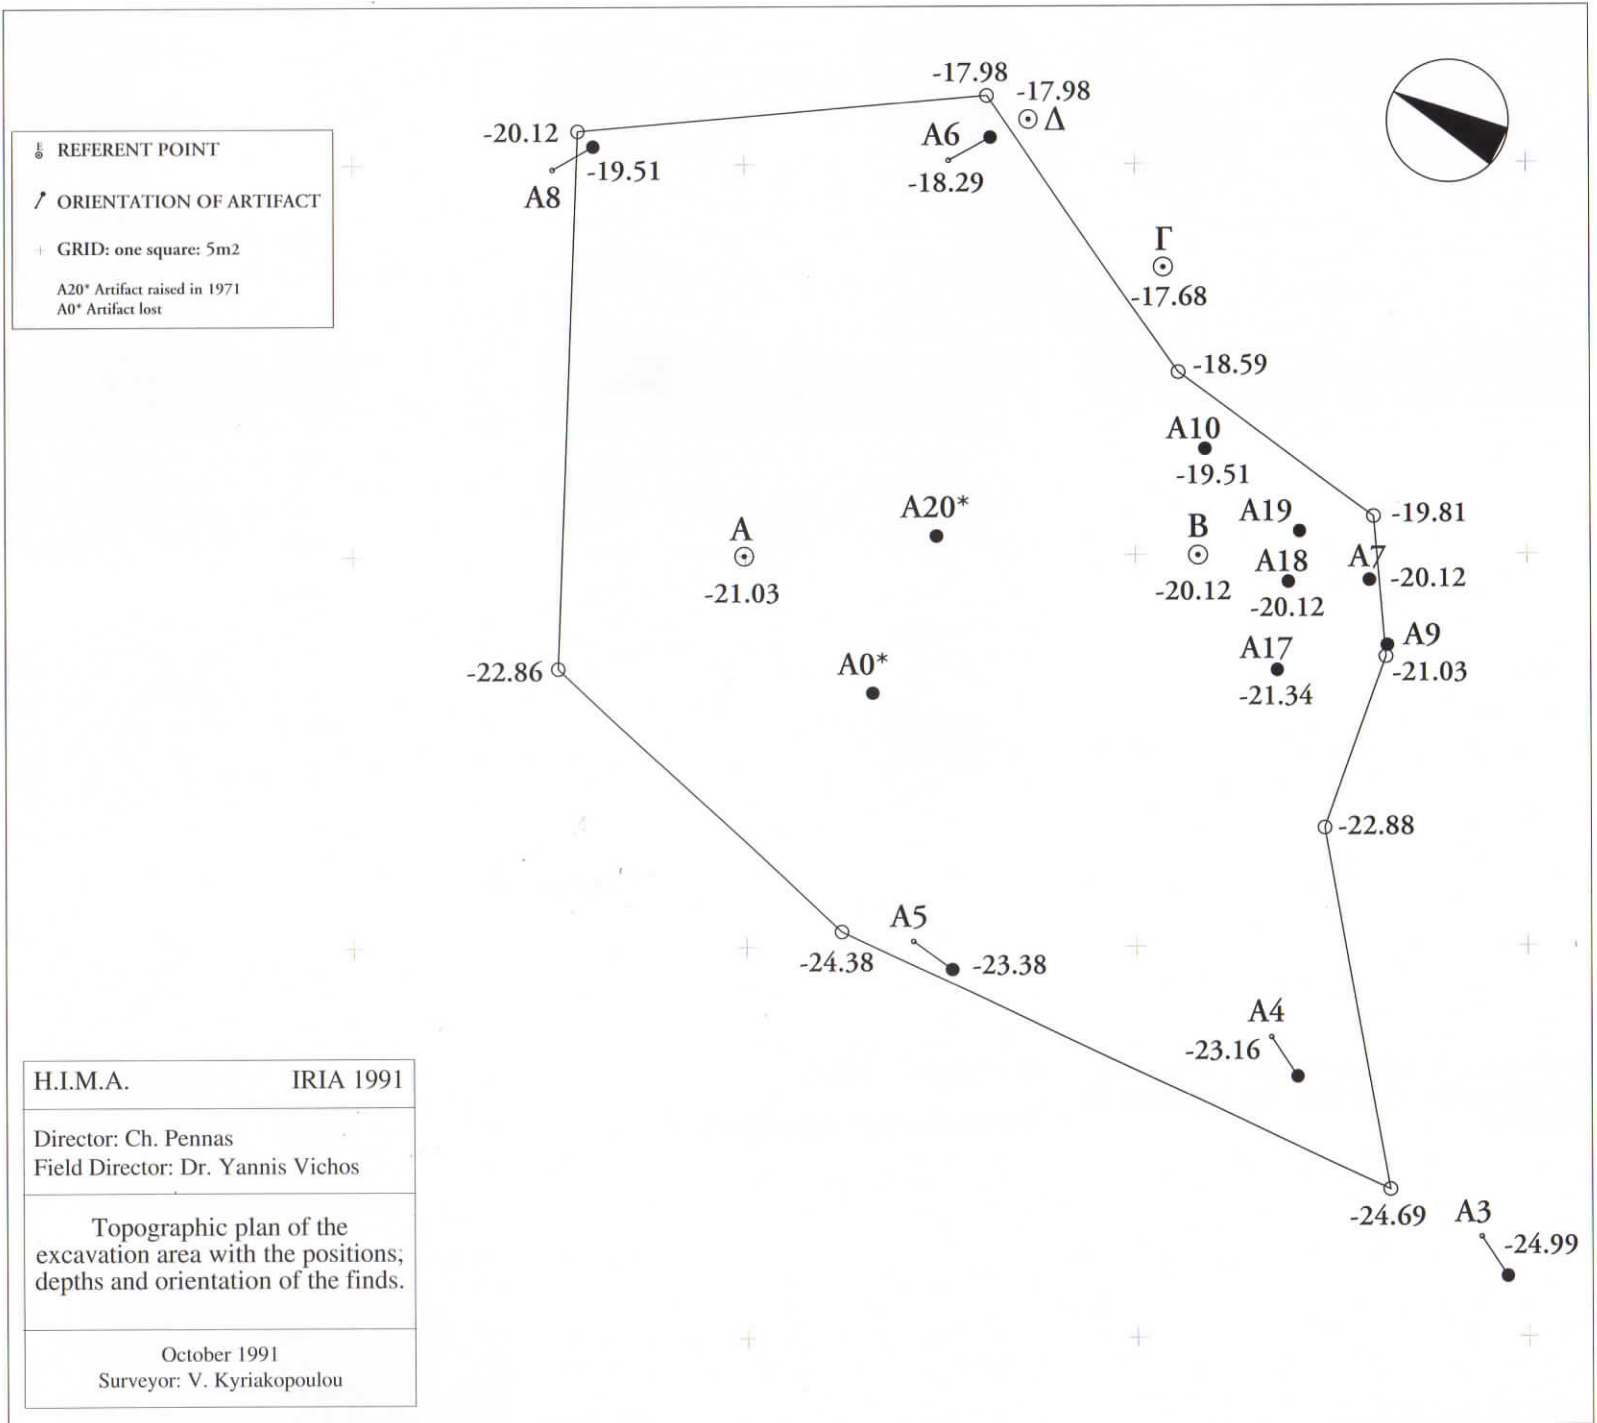 -17.98
-17.98
Δ
-20.12
A6
-18.29
-19.51
A8
E
REFERENT POINT
ORIENTATION OF ARTIFACT
GRID: one square: 5m2
A20* Artifact raised in 1971
A0* Artifact lost
Γ
-17.68
-18.59
A10
-19.51
A20*
A
-21.03
A19
-19.81
B
-20.12
A18
-20.12
A7
-20.12
A9
-21.03
A17
-21.34
-22.86
A0*
-22.88
A5
-24.38
-23.38
A4
-23.16
-24.69
A3
-24.99
H.I.M.A. IRIA 1991
Director: Ch. Pennas
Field Director: Dr. Yannis Vichos
Topographic plan of the
excavation area with the positions,
depths and orientation of the finds.
October 1991
Surveyor: V. Kyriakopoulou